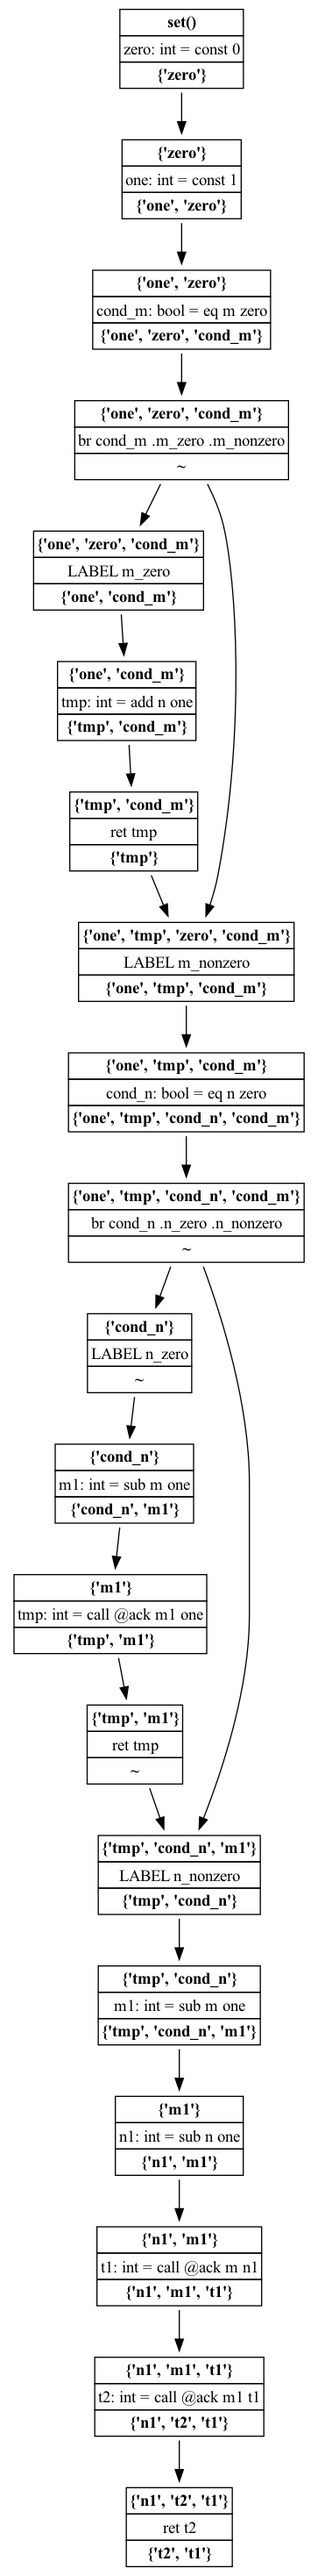 set()
zero: int = const 0
{'zero'}
{'zero'}
one: int = const 1
{'one', 'zero'}
{'one', 'zero'}
cond_m: bool = eq m zero
{'one', 'zero', 'cond_m'}
{'one', 'zero', 'cond_m'}
br cond_m .m_zero .m_nonzero
~
{'one', 'zero', 'cond_m'}
LABEL m_zero
{'one', 'cond_m'}
{'one', 'cond_m'}
tmp: int = add n one
{'tmp', 'cond_m'}
{'tmp', 'cond_m'}
ret tmp
{'tmp'}
{'one', 'tmp', 'zero', 'cond_m'}
LABEL m_nonzero
{'one', 'tmp', 'cond_m'}
{'one', 'tmp', 'cond_m'}
cond_n: bool = eq n zero
{'one', 'tmp', 'cond_n', 'cond_m'}
{'one', 'tmp', 'cond_n', 'cond_m'}
br cond_n .n_zero .n_nonzero
~
{'cond_n'}
LABEL n_zero
~
{'cond_n'}
m1: int = sub m one
{'cond_n', 'm1'}
{'m1'}
tmp: int = call @ack m1 one
{'tmp', 'm1'}
{'tmp', 'm1'}
ret tmp
~
{'tmp', 'cond_n', 'm1'}
LABEL n_nonzero
{'tmp', 'cond_n'}
{'tmp', 'cond_n'}
m1: int = sub m one
{'tmp', 'cond_n', 'm1'}
{'m1'}
n1: int = sub n one
{'n1', 'm1'}
{'n1', 'm1'}
t1: int = call @ack m n1
{'n1', 'm1', 't1'}
{'n1', 'm1', 't1'}
t2: int = call @ack m1 t1
{'n1', 't2', 't1'}
{'n1', 't2', 't1'}
ret t2
{'t2', 't1'}